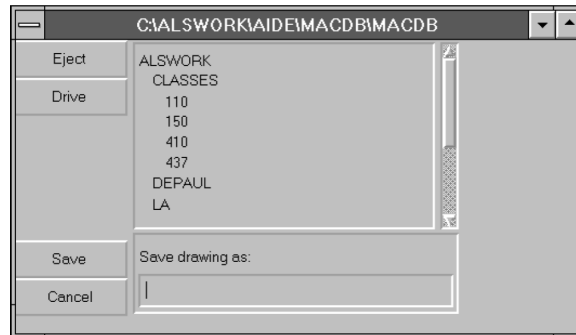 C:\ALSWORK\AIDE\MACDB\MACDB
Eject
Drive
ALSWORK
CLASSES
110
150
410
437
DEPAUL
LA
Save
Cancel
Save drawing as: